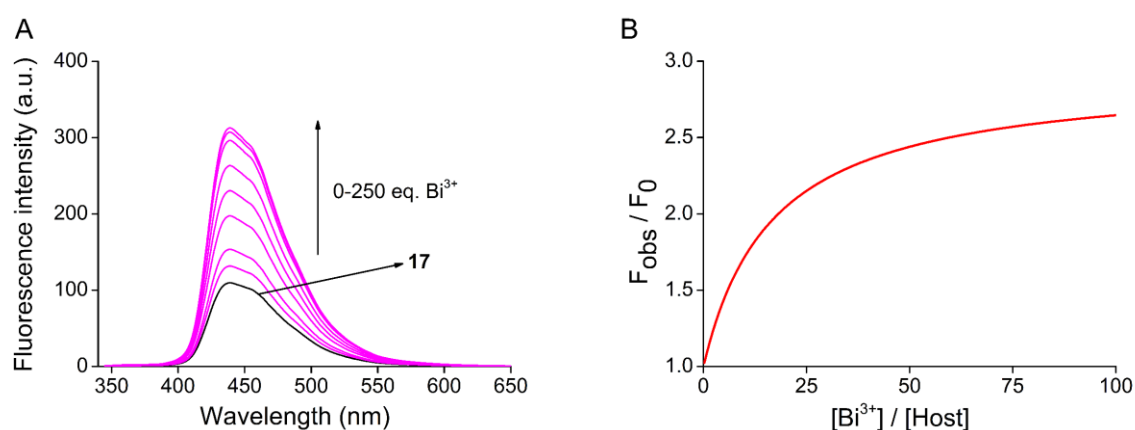 A
Fluorescence intensity (a.u.)
400
300
200
100
0
350 400 450 500 550 600 650
Wavelength (nm)
0-250 eq. Bi³⁺
17
B
F_obs / F_0
3.0
2.5
2.0
1.5
1.0
0 25 50 75 100
[Bi³⁺] / [Host]